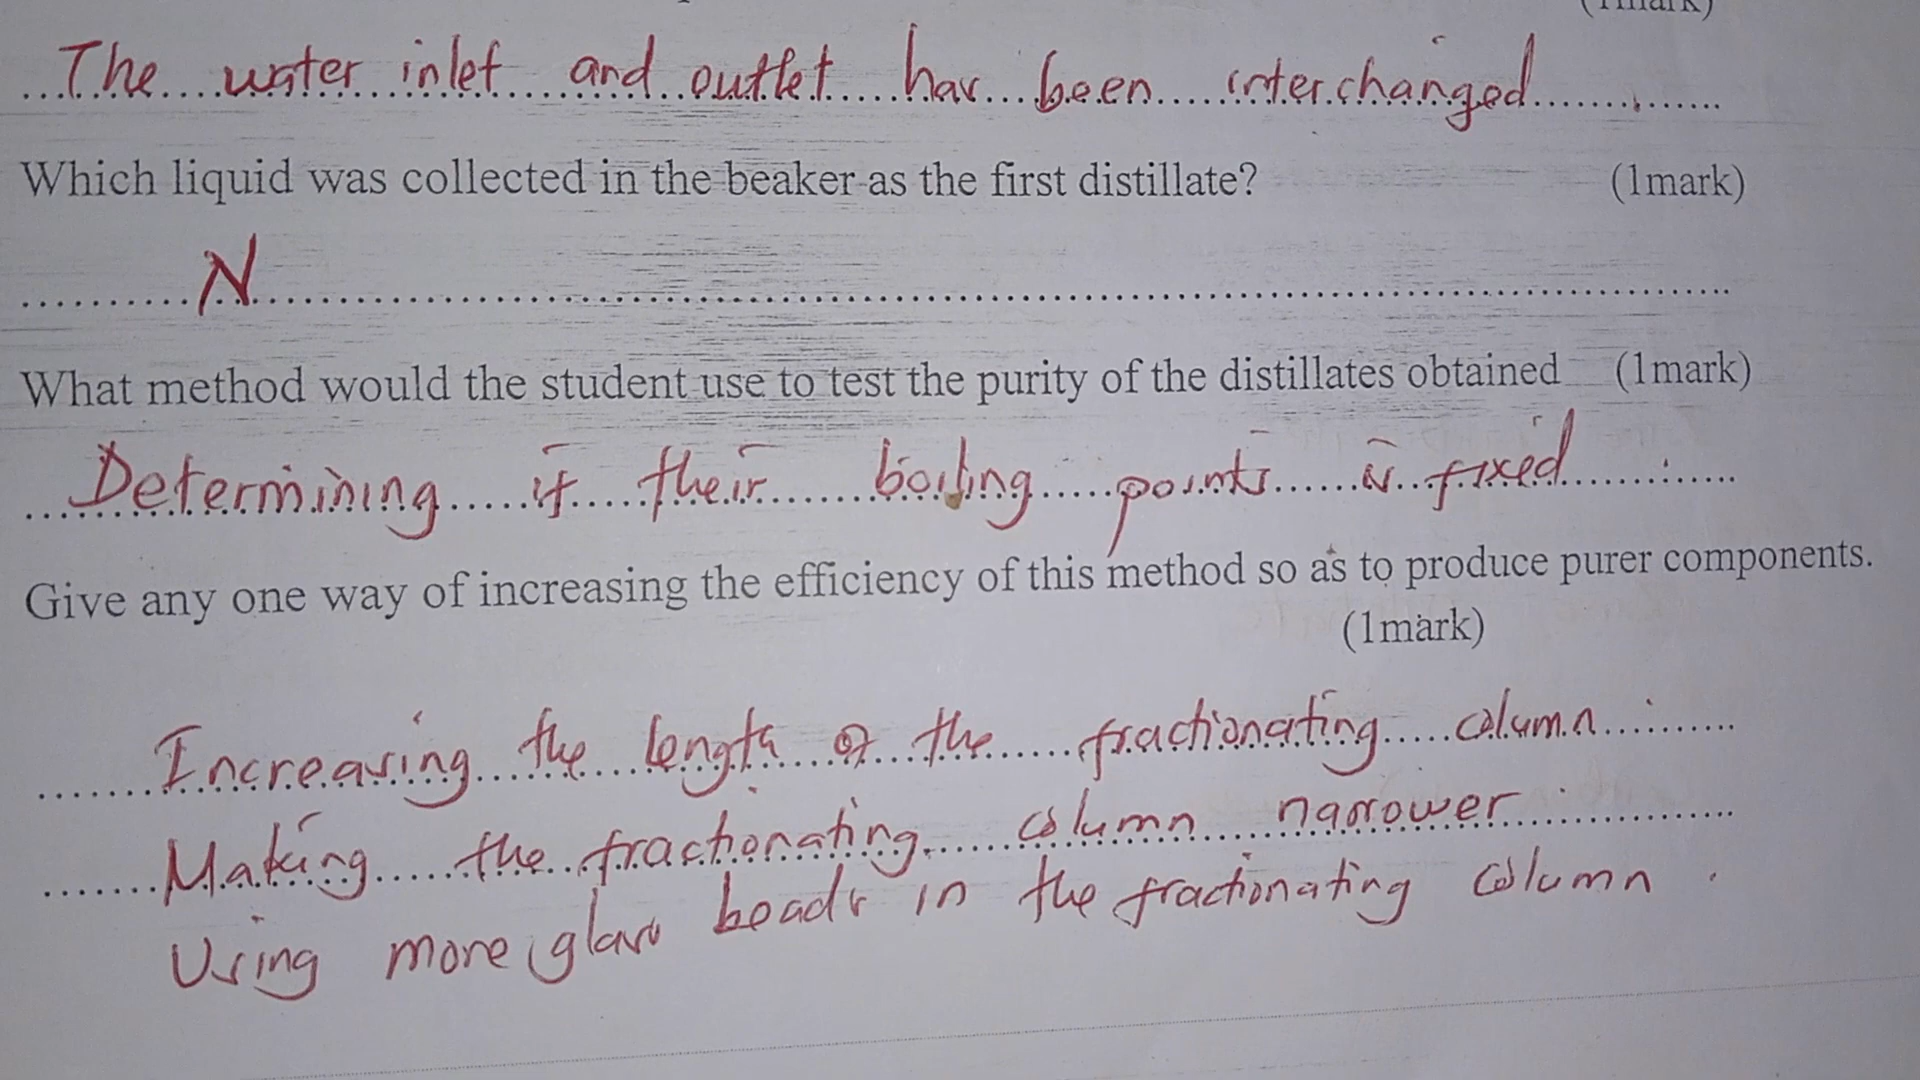 (1mark)
The water inlet and outlet has been interchanged
Which liquid was collected in the beaker as the first distillate? (1mark)
N
What method would the student use to test the purity of the distillates obtained (1mark)
Determining if their boiling points is fixed
Give any one way of increasing the efficiency of this method so as to produce purer components.
(1mark)
Increasing the length of the fractionating column
Making the fractionating column narrower
Using more glass beads in the fractionating column.